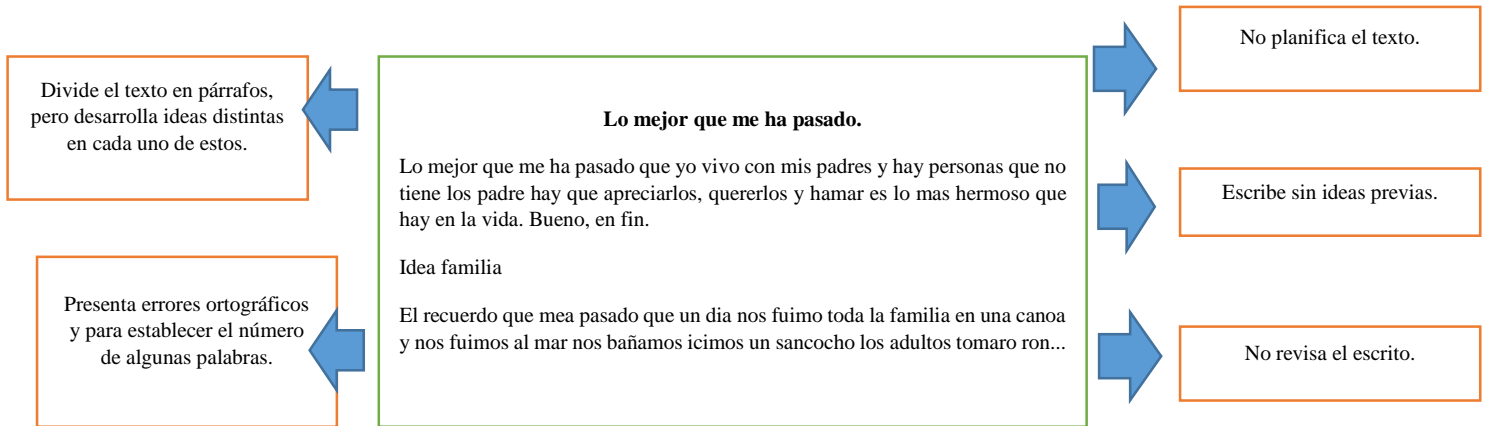 Divide el texto en párrafos,
pero desarrolla ideas distintas
en cada uno de estos.
Presenta errores ortográficos
y para establecer el número
de algunas palabras.
Lo mejor que me ha pasado.
Lo mejor que me ha pasado que yo vivo con mis padres y hay personas que no
tiene los padre hay que apreciarlos, quererlos y hamar es lo mas hermoso que
hay en la vida. Bueno, en fin.
Idea familia
El recuerdo que mea pasado que un dia nos fuimo toda la familia en una canoa
y nos fuimos al mar nos bañamos icimos un sancocho los adultos tomaro ron...
No planifica el texto.
Escribe sin ideas previas.
No revisa el escrito.